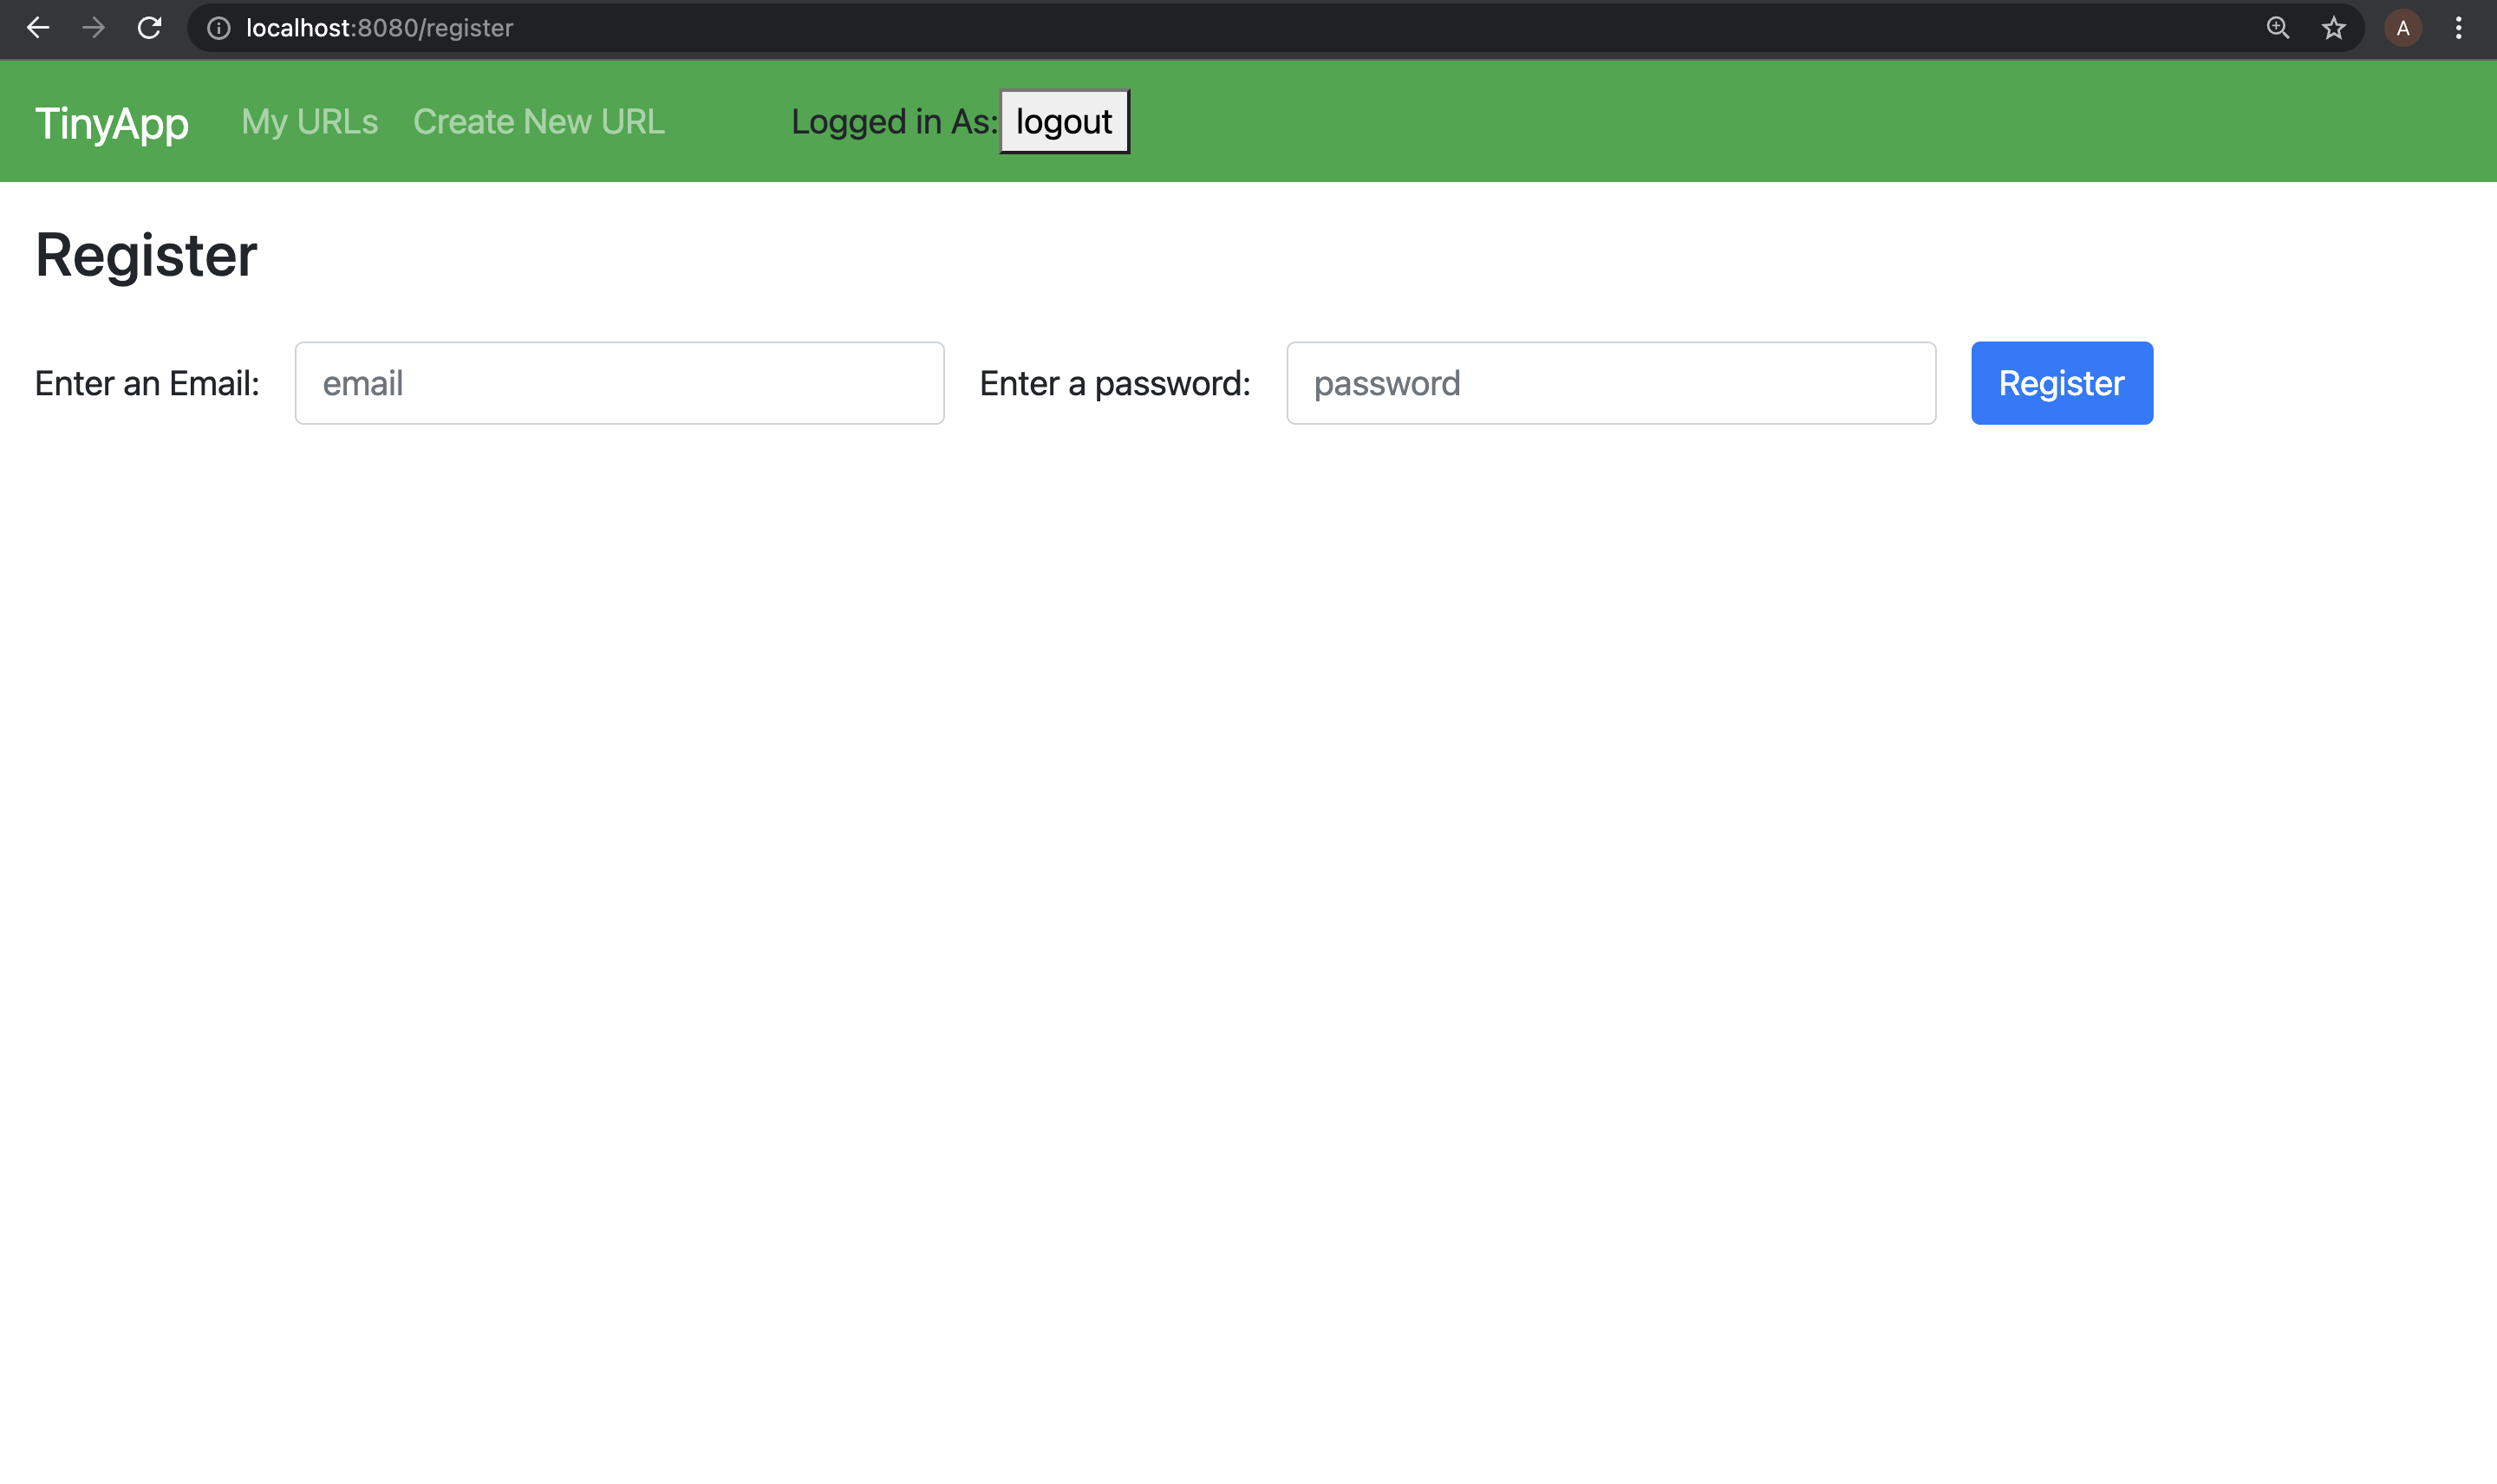 localhost:8080/register
A
TinyApp My URLs Create New URL Logged in As: logout
Register
Enter an Email: email Enter a password: password Register